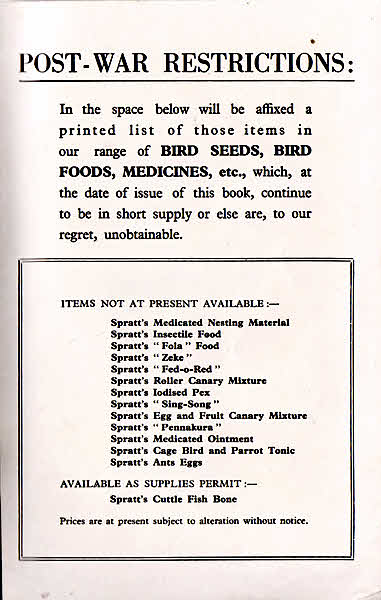 POST-WAR RESTRICTIONS:
In the space below will be affixed a
printed list of those items in
our range of BIRD SEEDS, BIRD
FOODS, MEDICINES, etc., which, at
the date of issue of this book, continue
to be in short supply or else are, to our
regret, unobtainable.
ITEMS NOT AT PRESENT AVAILABLE :—
Spratt's Medicated Nesting Material
Spratt's Insectile Food
Spratt's " Fola " Food
Spratt's " Zeke "
Spratt's " Fed-o-Red "
Spratt's Roller Canary Mixture
Spratt's Iodised Pex
Spratt's " Sing-Song "
Spratt's Egg and Fruit Canary Mixture
Spratt's " Pennakura "
Spratt's Medicated Ointment
Spratt's Cage Bird and Parrot Tonic
Spratt's Ants Eggs
AVAILABLE AS SUPPLIES PERMIT :—
Spratt's Cuttle Fish Bone
Prices are at present subject to alteration without notice.